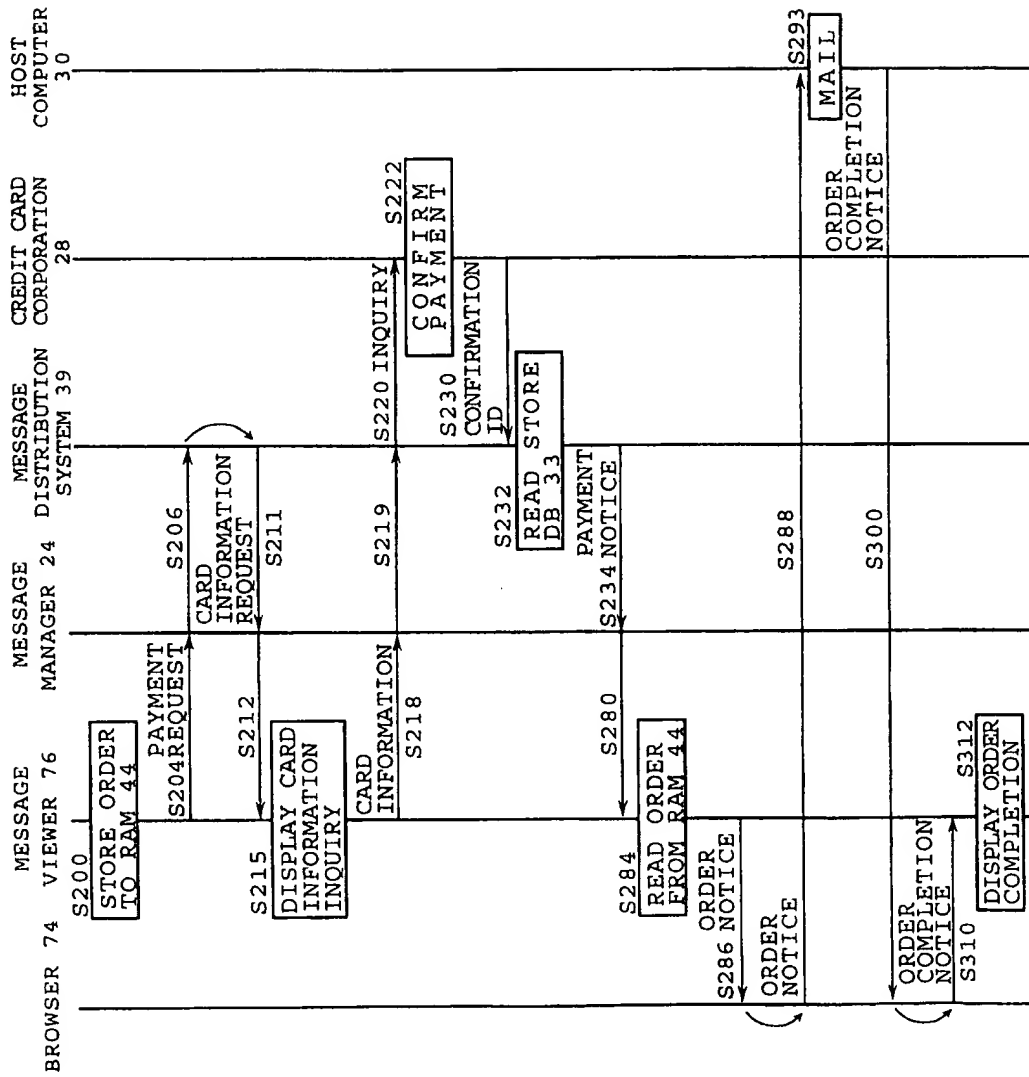 BROWSER 74
MESSAGE
VIEWER 76
MESSAGE
MANAGER 24
MESSAGE
DISTRIBUTION
SYSTEM 39
CREDIT CARD
CORPORATION
28
HOST
COMPUTER
30
S200
STORE ORDER
TO RAM 44
PAYMENT
S204 REQUEST
S206
CARD
INFORMATION
REQUEST
S211
S212
S215
DISPLAY CARD
INFORMATION
INQUIRY
CARD
INFORMATION
S218
S219
S220 INQUIRY
S222
CONFIRM
PAYMENT
S230
CONFIRMATION
ID
S232
READ STORE
DB 33
PAYMENT
S234 NOTICE
S280
S284
READ ORDER
FROM RAM 44
ORDER
S286 NOTICE
ORDER
NOTICE
S288
S293
MAIL
ORDER
COMPLETION
NOTICE
S300
ORDER
COMPLETION
NOTICE
S310
S312
DISPLAY ORDER
COMPLETION